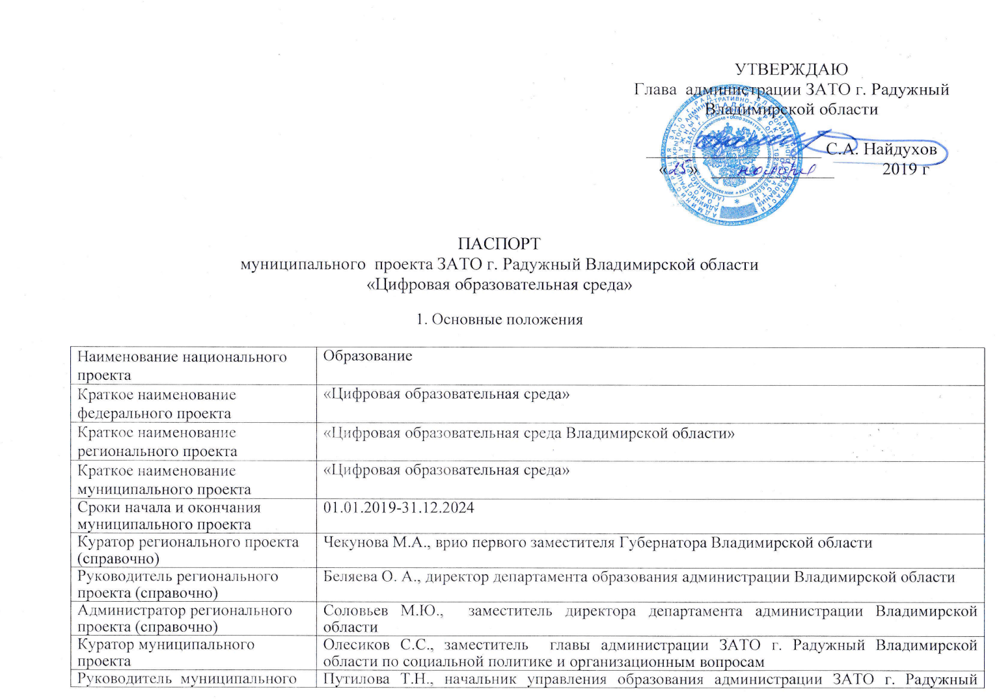 УТВЕРЖДАЮ
Глава администрации ЗАТО г. Радужный
Владимирской области
С.А. Найдухов
«25» ноября 2019 г
ПАСПОРТ
муниципального проекта ЗАТО г. Радужный Владимирской области
«Цифровая образовательная среда»
1. Основные положения
Наименование национального
проекта
Образование
Краткое наименование
федерального проекта
«Цифровая образовательная среда»
Краткое наименование
регионального проекта
«Цифровая образовательная среда Владимирской области»
Краткое наименование
муниципального проекта
«Цифровая образовательная среда»
Сроки начала и окончания
муниципального проекта
01.01.2019-31.12.2024
Куратор регионального проекта
(справочно)
Чекунова М.А., врио первого заместителя Губернатора Владимирской области
Руководитель регионального
проекта (справочно)
Беляева О. А., директор департамента образования администрации Владимирской области
Администратор регионального
проекта (справочно)
Соловьев М.Ю., заместитель директора департамента администрации Владимирской
области
Куратор муниципального
проекта
Олесиков С.С., заместитель главы администрации ЗАТО г. Радужный Владимирской
области по социальной политике и организационным вопросам
Руководитель муниципального
Путилова Т.Н., начальник управления образования администрации ЗАТО г. Радужный